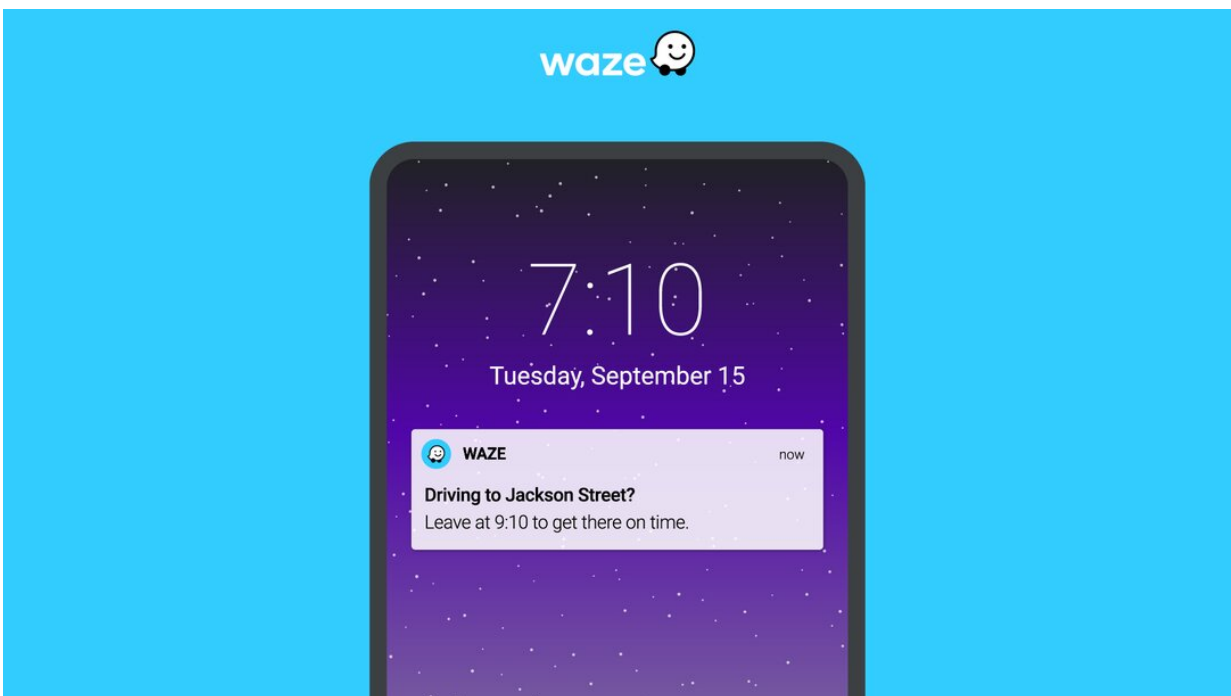 waze
7:10
Tuesday, September 15
WAZE now
Driving to Jackson Street?
Leave at 9:10 to get there on time.